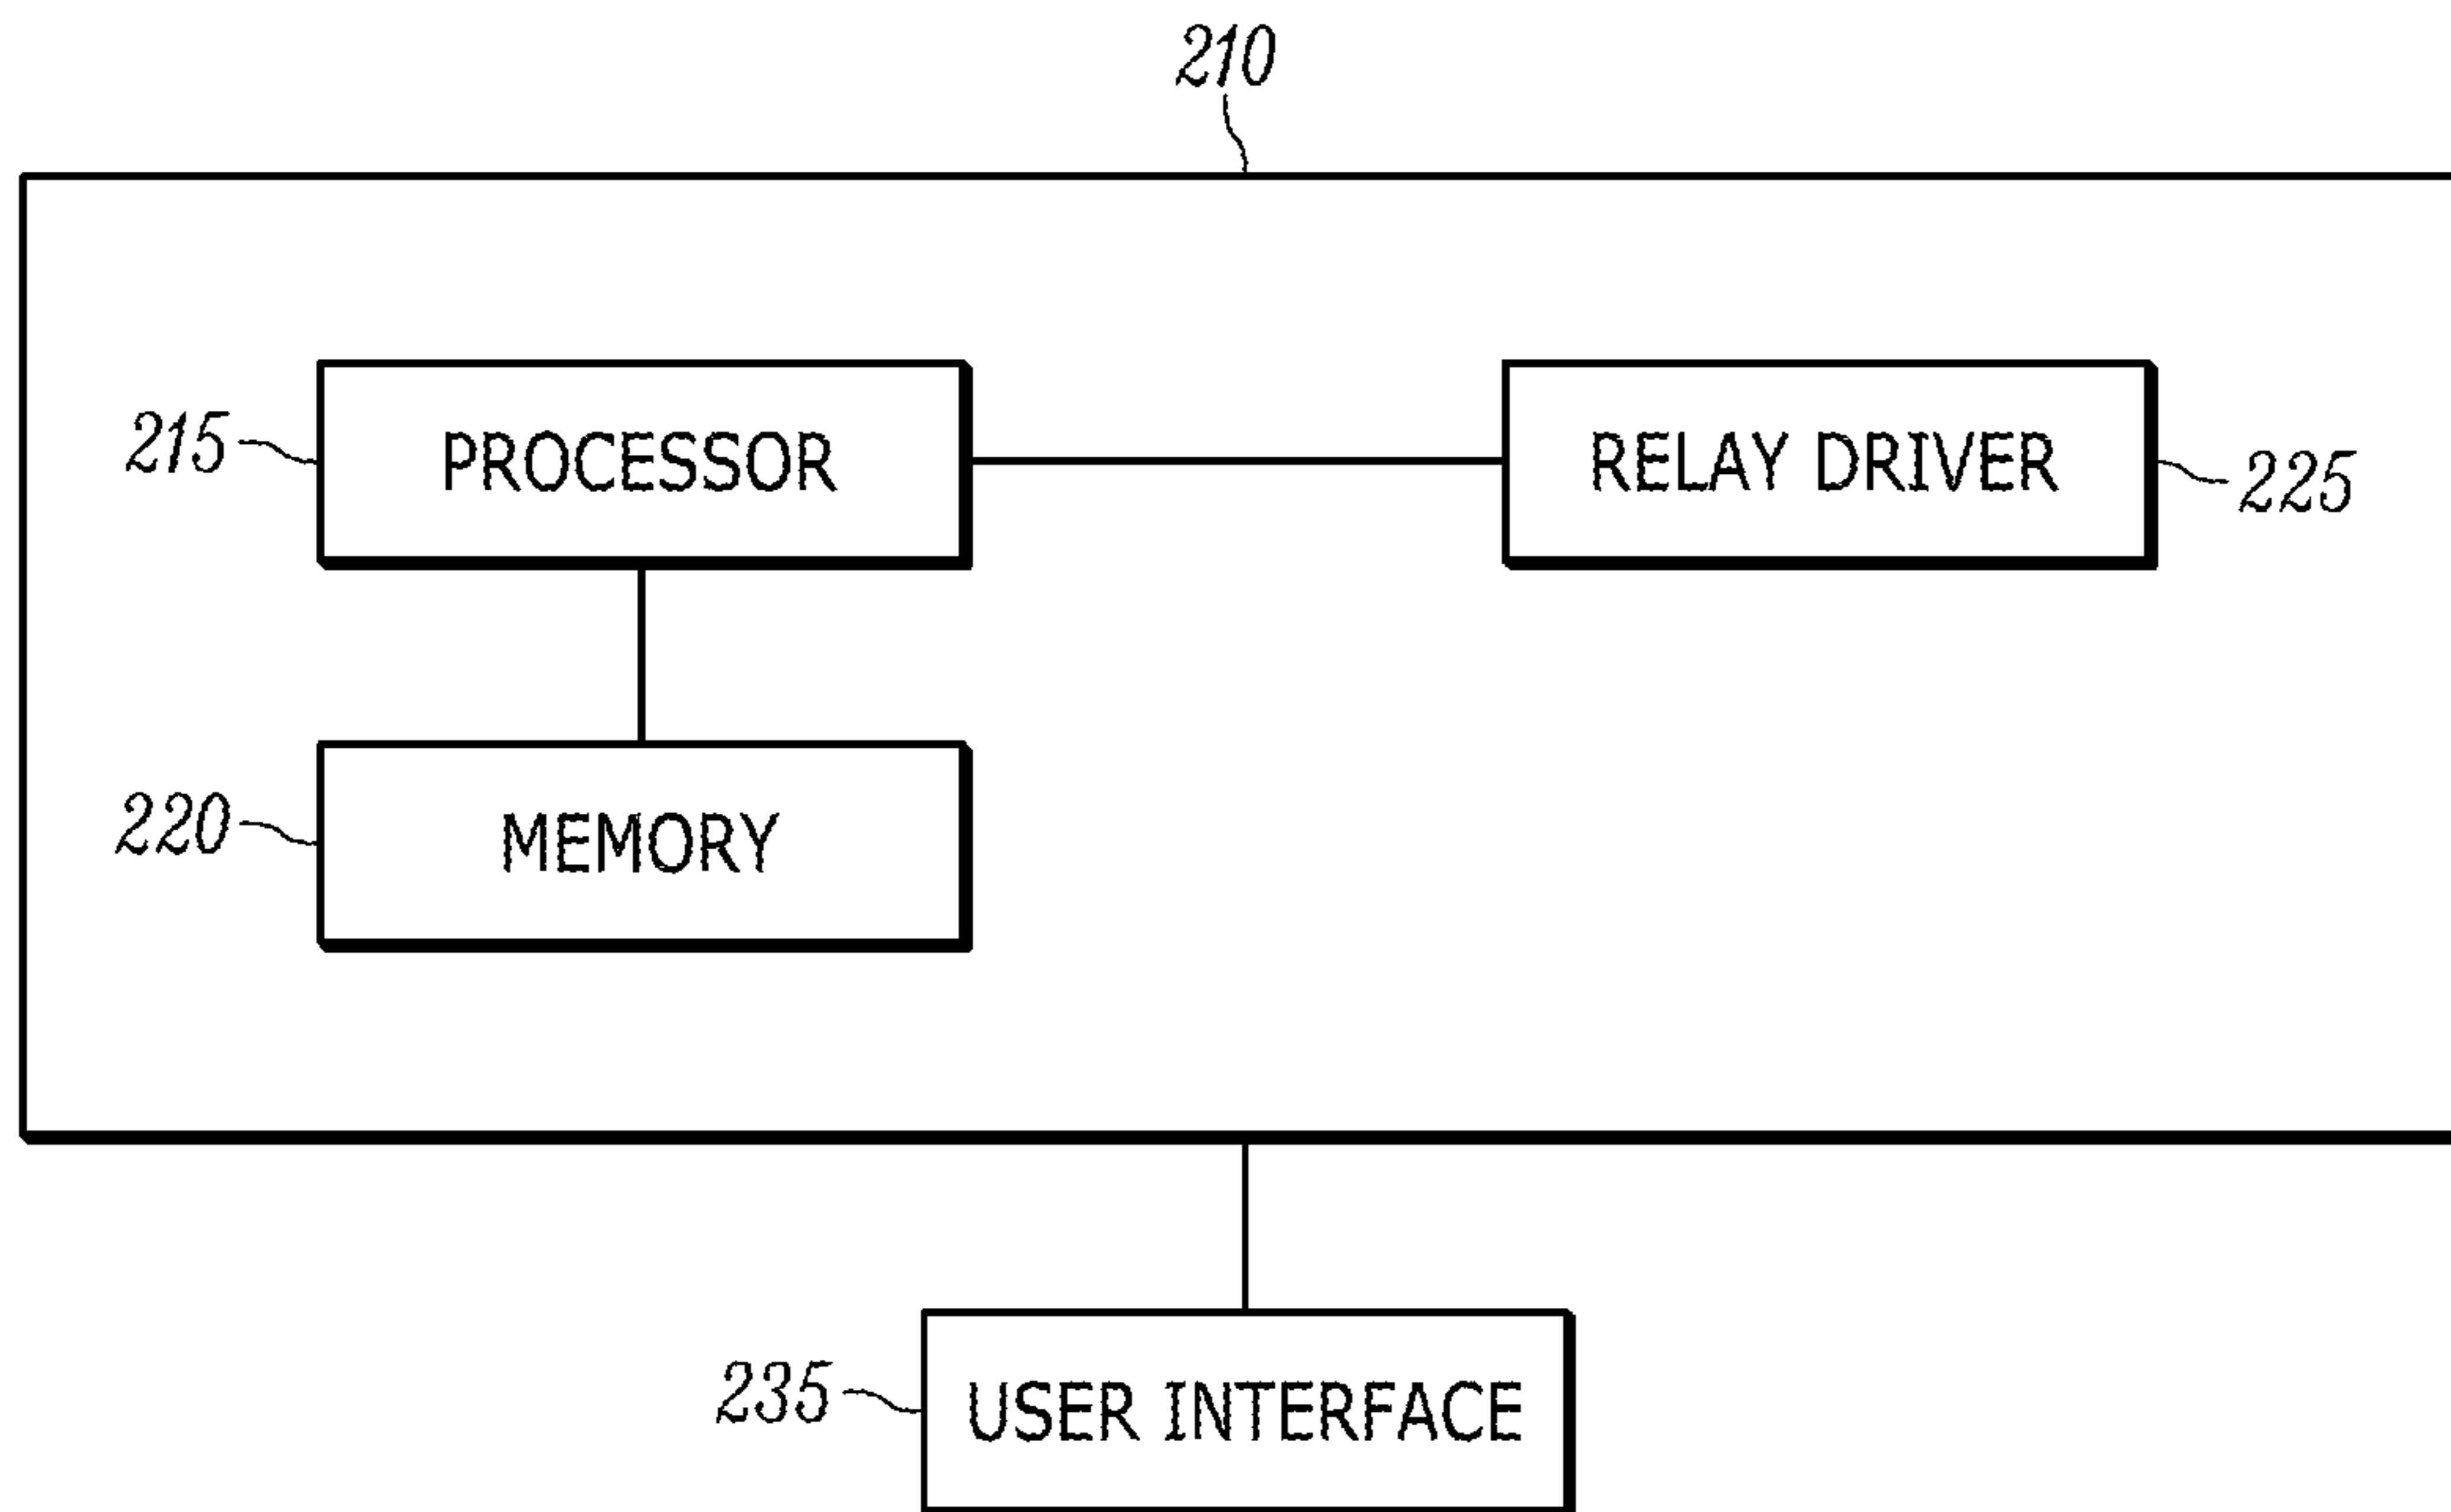 210
215
PROCESSOR
RELAY DRIVER
225
220
MEMORY
235
USER INTERFACE